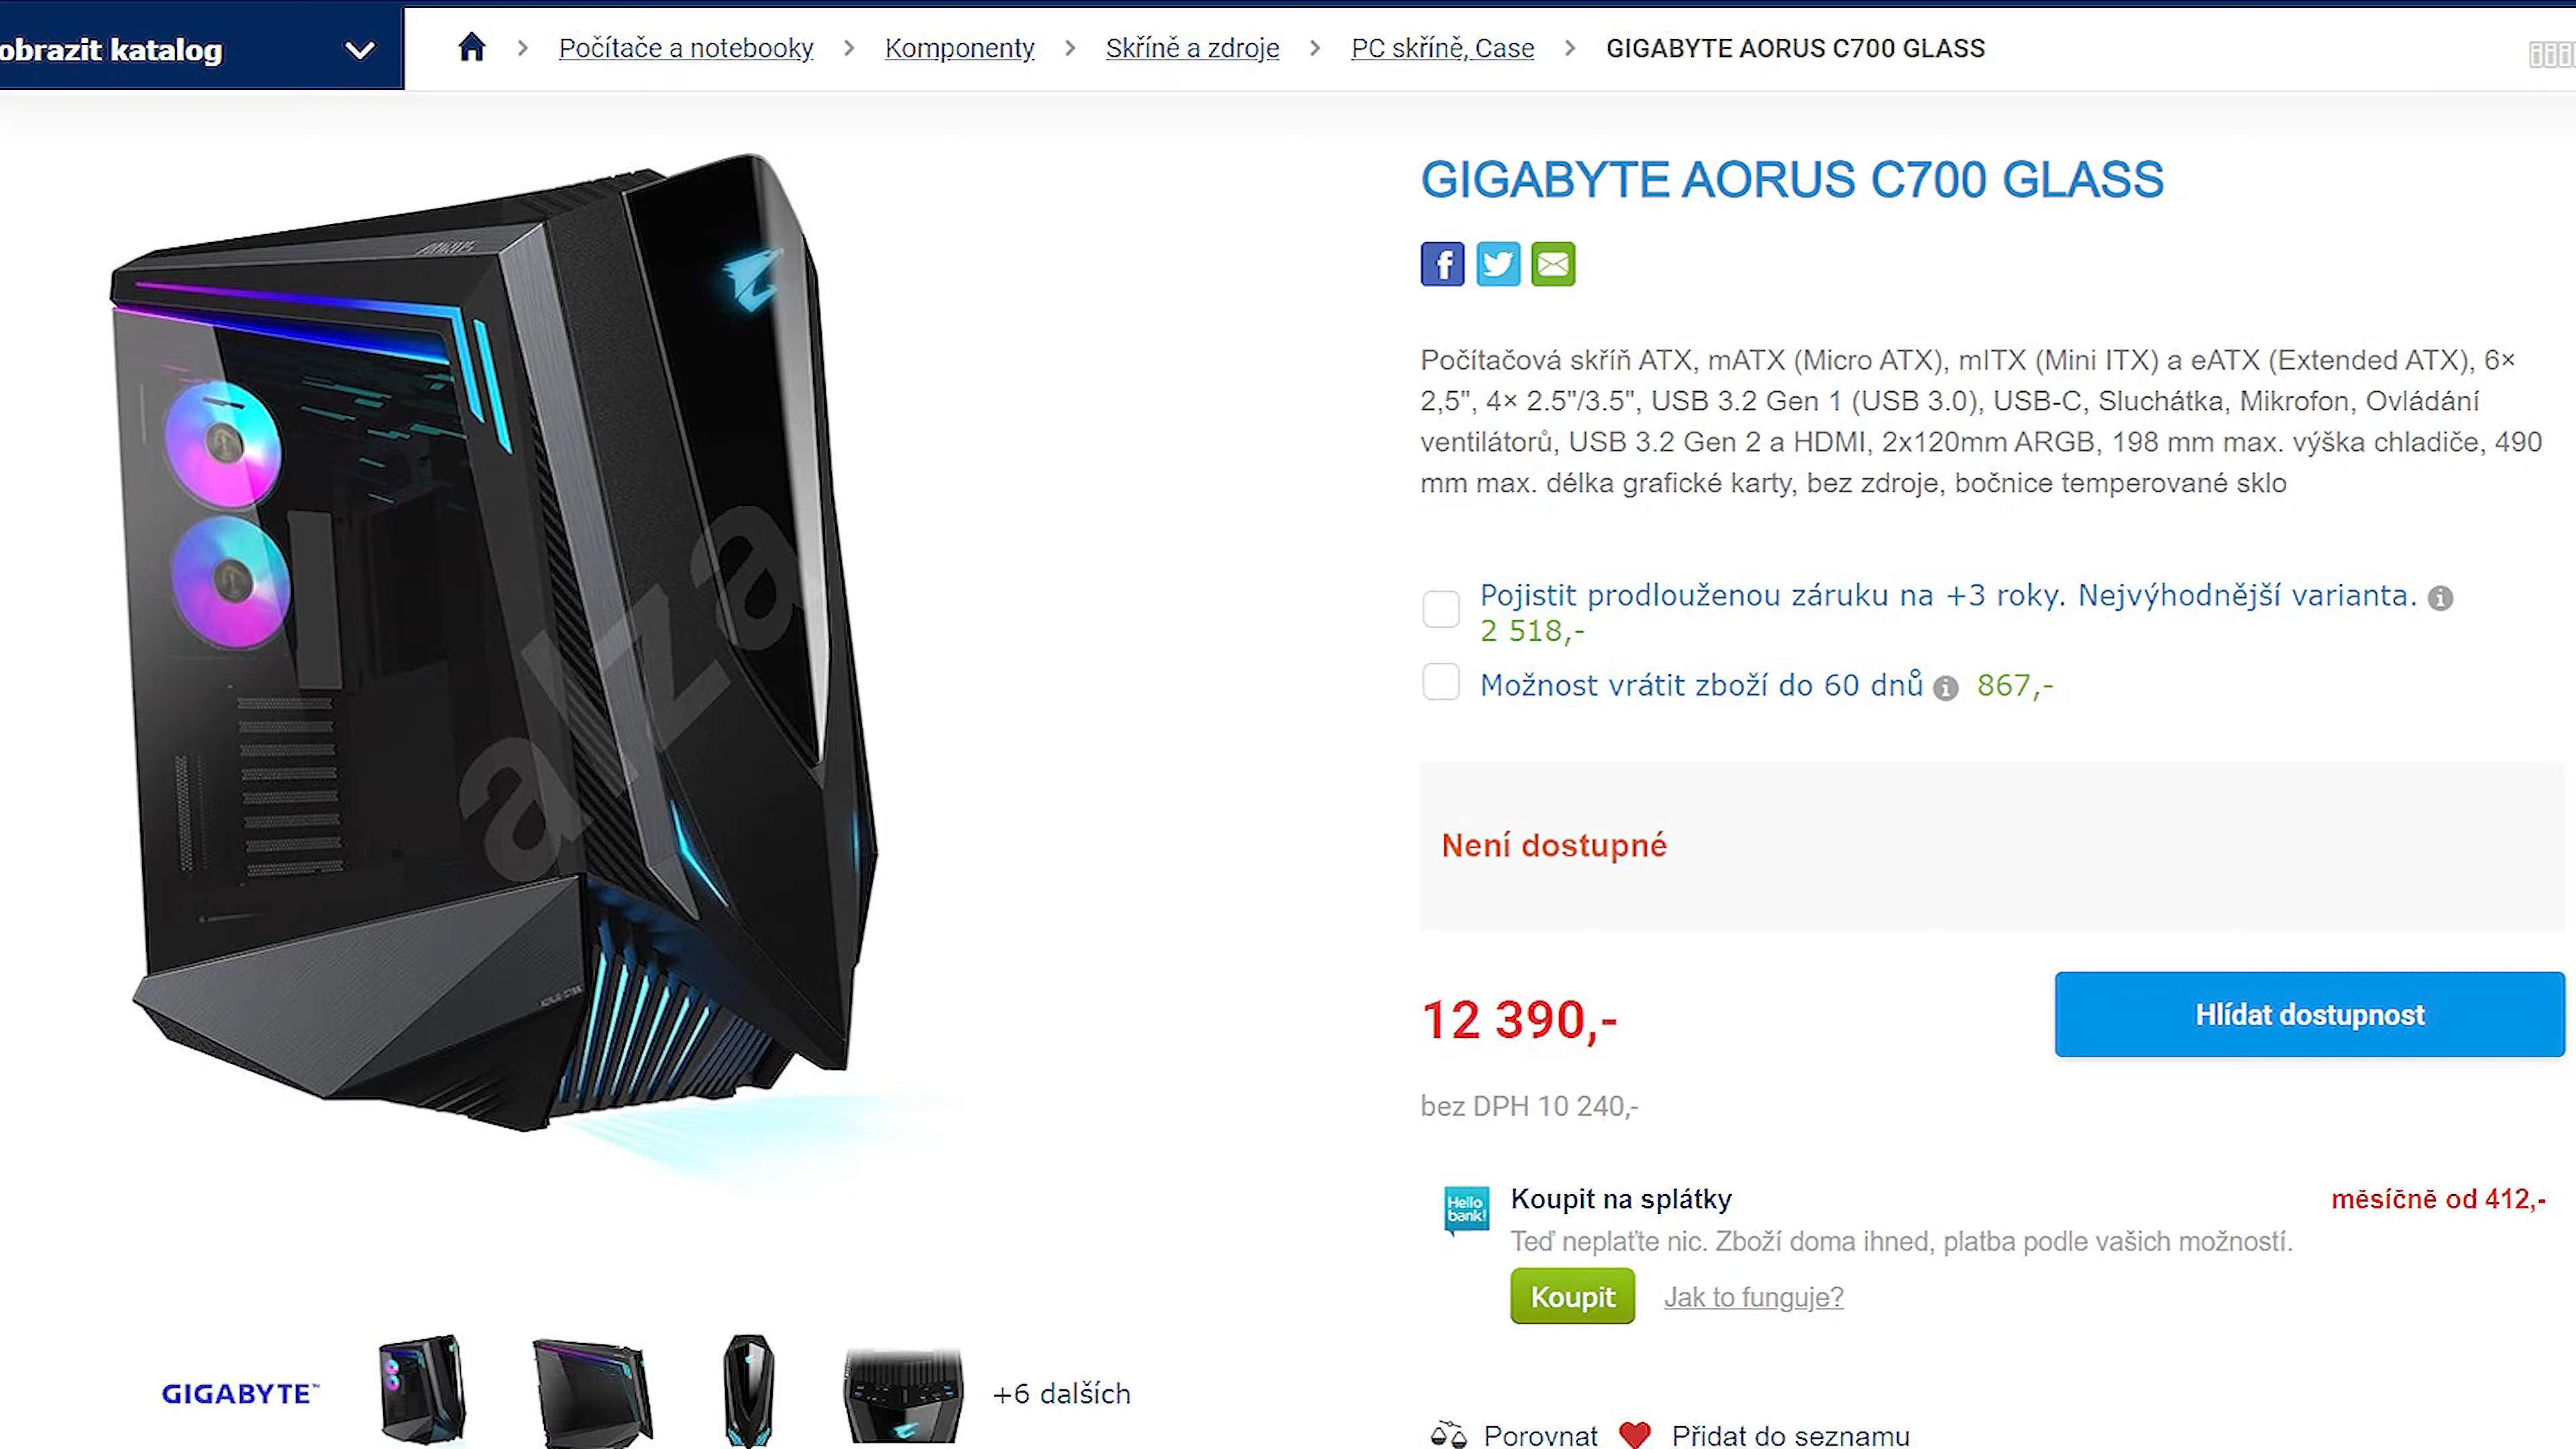 obrazit katalog
Počítače a notebooky
Komponenty
Skříně a zdroje
PC skříně, Case
GIGABYTE AORUS C700 GLASS
GIGABYTE AORUS C700 GLASS
Počítačová skříň ATX, mATX (Micro ATX), mITX (Mini ITX) a eATX (Extended ATX), 6×
2,5", 4× 2.5"/3.5", USB 3.2 Gen 1 (USB 3.0), USB-C, Sluchátka, Mikrofon, Ovládání
ventilátorů, USB 3.2 Gen 2 a HDMI, 2x120mm ARGB, 198 mm max. výška chladiče, 490
mm max. délka grafické karty, bez zdroje, bočnice temperované sklo
Pojistit prodlouženou záruku na +3 roky. Nejvýhodnější varianta.
2 518,-
Možnost vrátit zboží do 60 dnů 867,-
Není dostupné
12 390,-
Hlídat dostupnost
bez DPH 10 240,-
Hello
bank!
Koupit na splátky
měsíčně od 412,-
Teď neplaťte nic. Zboží doma ihned, platba podle vašich možností.
Koupit
Jak to funguje?
Porovnat
Přidat do seznamu
alza
GIGABYTE™
+6 dalších